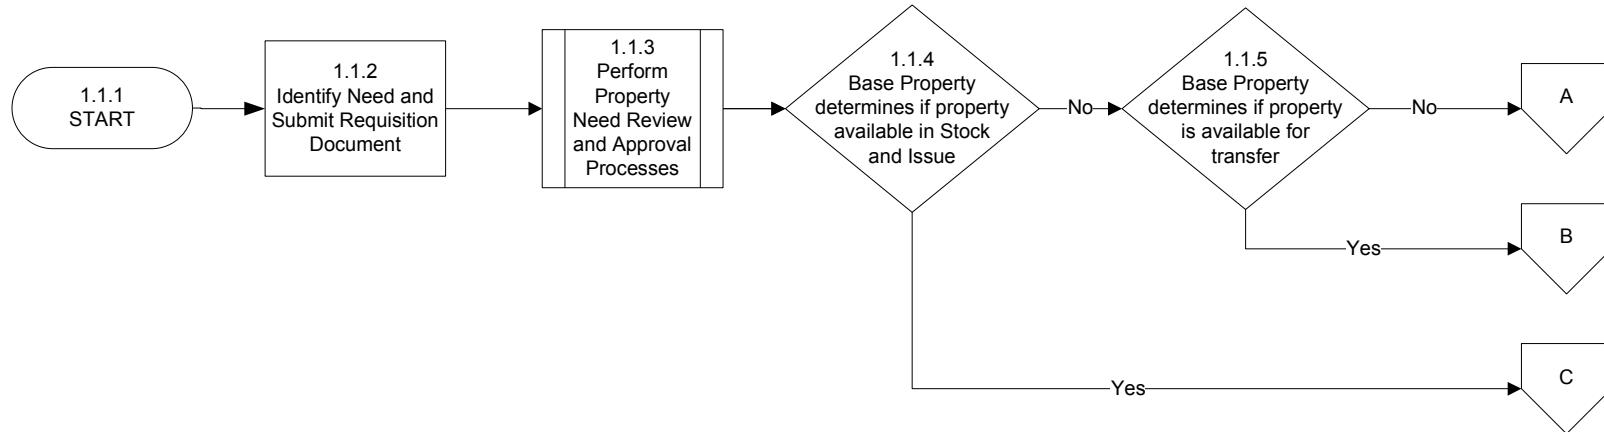 1.1.1
START
1.1.2
Identify Need and
Submit Requisition
Document
1.1.3
Perform
Property
Need Review
and Approval
Processes
1.1.4
Base Property
determines if property
available in Stock
and Issue
No
1.1.5
Base Property
determines if property
is available for
transfer
No
A
Yes
B
Yes
C